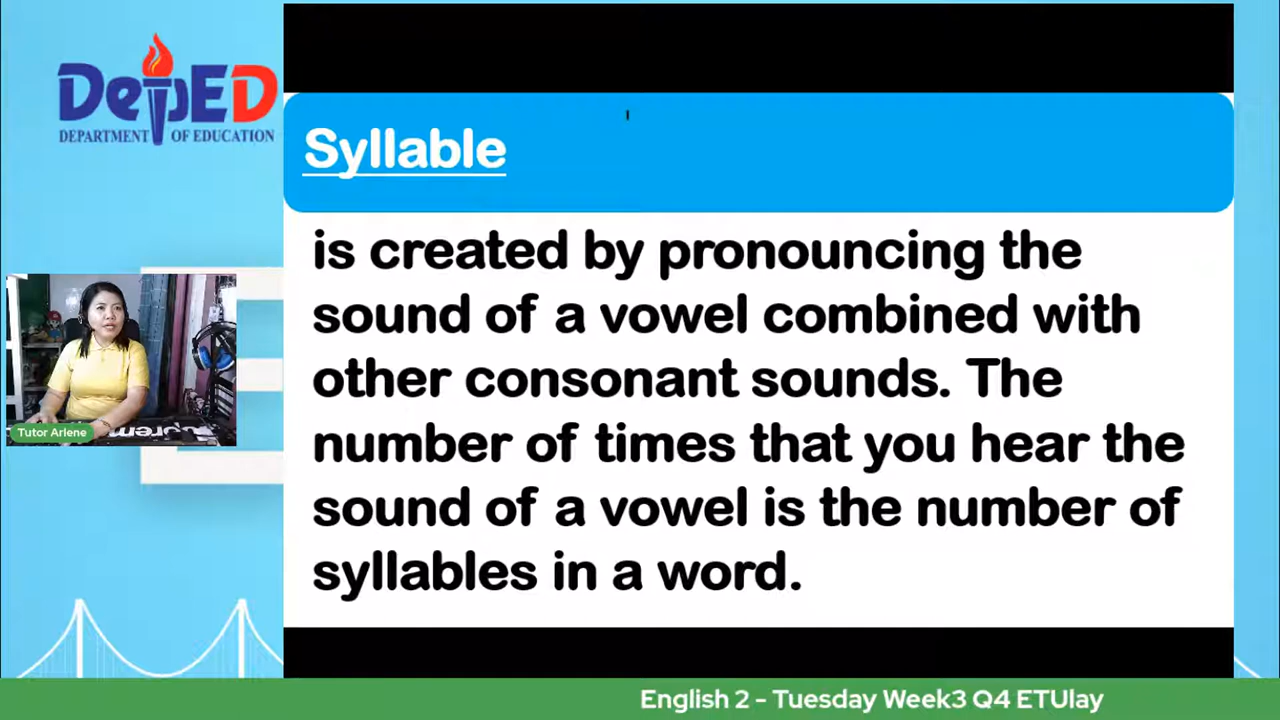 DepED
DEPARTMENT OF EDUCATION
Syllable
is created by pronouncing the
sound of a vowel combined with
other consonant sounds. The
number of times that you hear the
sound of a vowel is the number of
syllables in a word.
Tutor Arlene
English 2 - Tuesday Week3 Q4 ETUlay